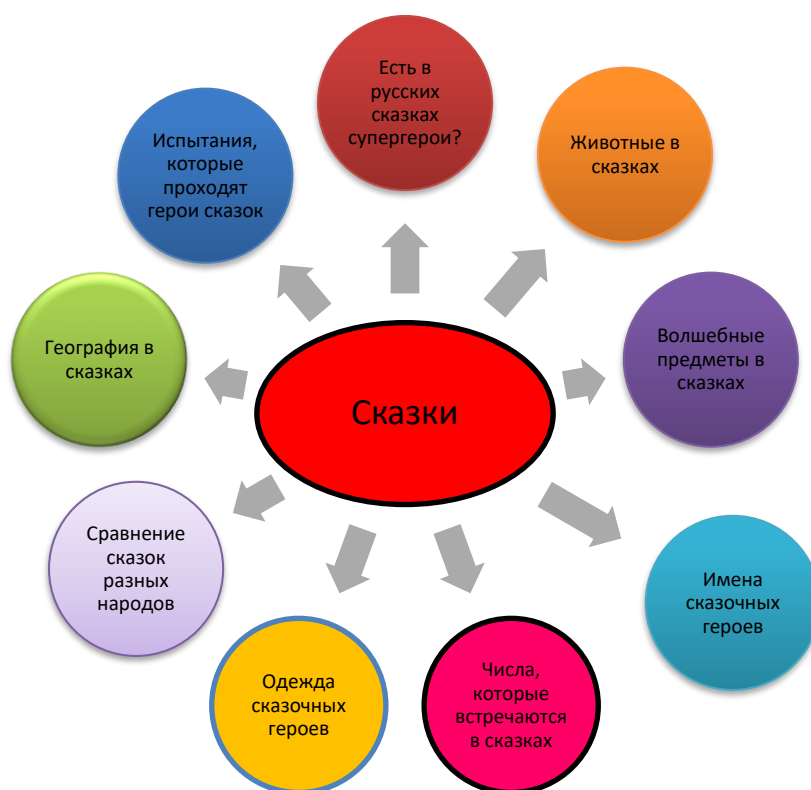 Есть в
русских
сказках
супергерои?
Животные в
сказках
Волшебные
предметы в
сказках
Имена
сказочных
героев
Числа,
которые
встречаются
в сказках
Одежда
сказочных
героев
Сравнение
сказок
разных
народов
География в
сказках
Испытания,
которые
проходят
герои сказок
Сказки